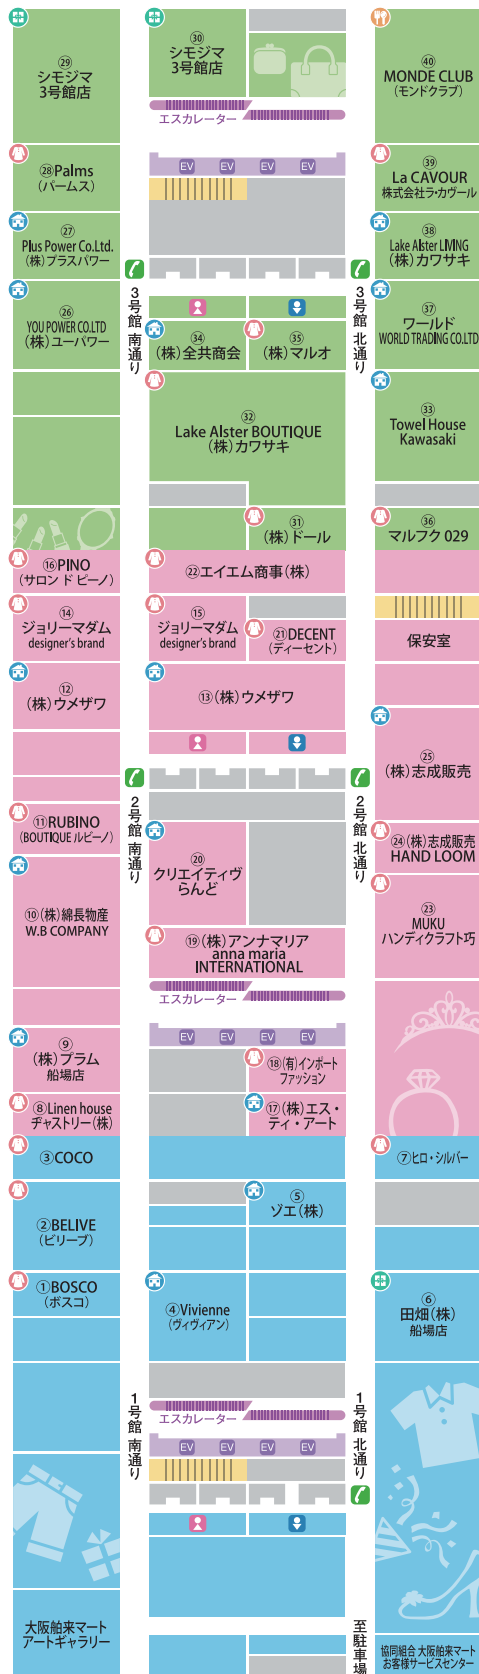 ㉙
シモジマ
3号館店
㉚
シモジマ
3号館店
㊵
MONDE CLUB
(モンドクラブ)
エスカレーター
EV EV EV EV
㉘Palms
(パームス)
㊴
La CAVOUR
株式会社ラ・カヴール
㉗
Plus Power Co.Ltd.
(株)プラスパワー
㊳
Lake Alster LIVING
(株)カワサキ
3号館 南通り
3号館 北通り
㉖
YOU POWER CO.LTD
(株)ユーパワー
㉞
(株)全共商会
㉟
(株)マルオ
㊲
ワールド
WORLD TRADING CO.LTD
㉜
Lake Alster BOUTIQUE
(株)カワサキ
㉝
Towel House
Kawasaki
㉛
(株)ドール
㊱
マルフク 029
⑯PINO
(サロン ド ピーノ)
㉒エイエム商事(株)
⑭
ジョリーマダム
designer's brand
⑮
ジョリーマダム
designer's brand
㉑DECENT
(ディーセント)
保安室
⑫
(株)ウメザワ
⑬(株)ウメザワ
㉕
(株)志成販売
2号館 南通り
2号館 北通り
⑪RUBINO
(BOUTIQUE ルビーノ)
⑳
クリエイティヴ
らんど
㉔(株)志成販売
HAND LOOM
⑩(株)綿長物産
W.B COMPANY
㉓
MUKU
ハンディクラフト巧
⑲(株)アンナマリア
anna maria
INTERNATIONAL
エスカレーター
EV EV EV EV
⑨
(株)プラム
船場店
⑱(有)インポート
ファッション
⑧Linen house
ヂャストリー(株)
⑰(株)エス・
ティ・アート
③COCO
⑦ヒロ・シルバー
②BELIVE
(ビリーブ)
⑤
ゾエ(株)
①BOSCO
(ボスコ)
④Vivienne
(ヴィヴィアン)
⑥
田畑(株)
船場店
1号館 南通り
1号館 北通り
エスカレーター
EV EV EV EV
大阪舶来マート
アートギャラリー
至駐車場
協同組合 大阪舶来マート
お客様サービスセンター